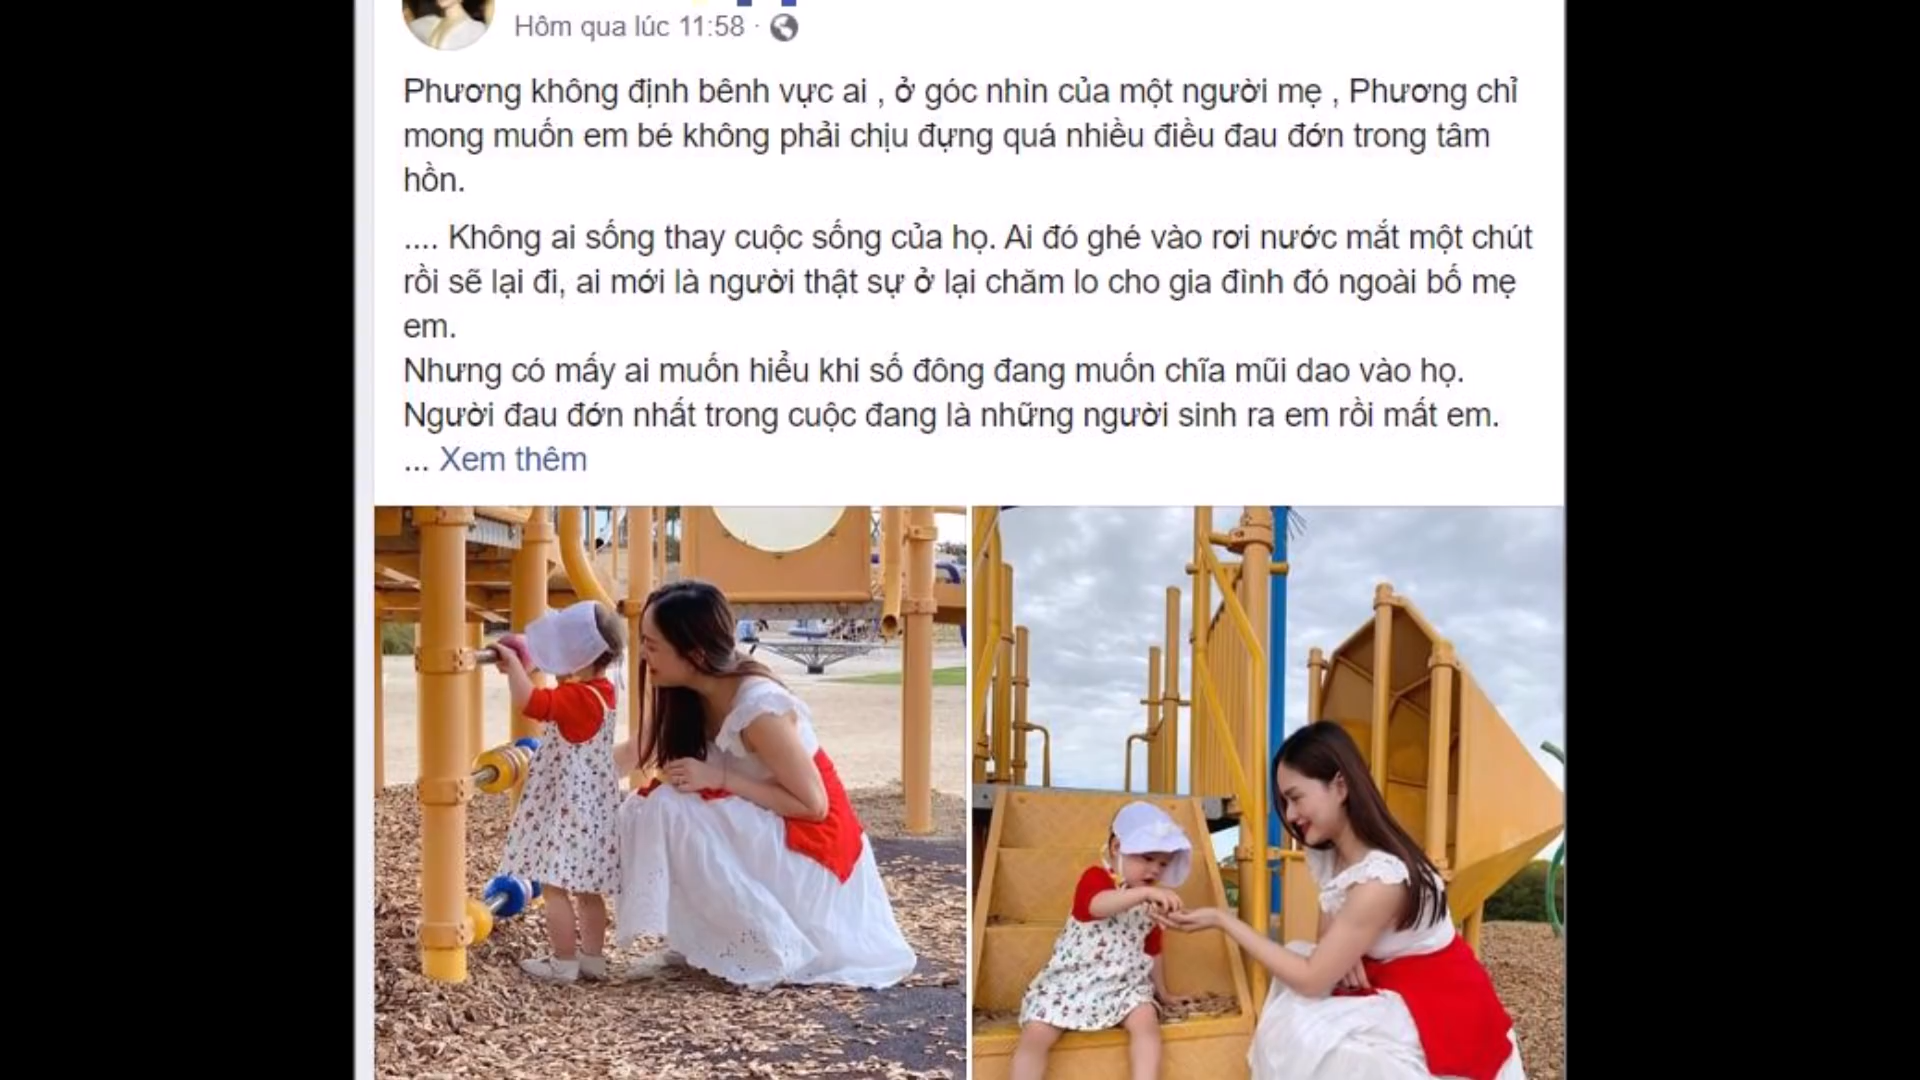 Hôm qua lúc 11:58 ·
Phương không định bênh vực ai , ở góc nhìn của một người mẹ , Phương chỉ
mong muốn em bé không phải chịu đựng quá nhiều điều đau đớn trong tâm
hồn.
.... Không ai sống thay cuộc sống của họ. Ai đó ghé vào rơi nước mắt một chút
rồi sẽ lại đi, ai mới là người thật sự ở lại chăm lo cho gia đình đó ngoài bố mẹ
em.
Nhưng có mấy ai muốn hiểu khi số đông đang muốn chĩa mũi dao vào họ.
Người đau đớn nhất trong cuộc đang là những người sinh ra em rồi mất em.
... Xem thêm